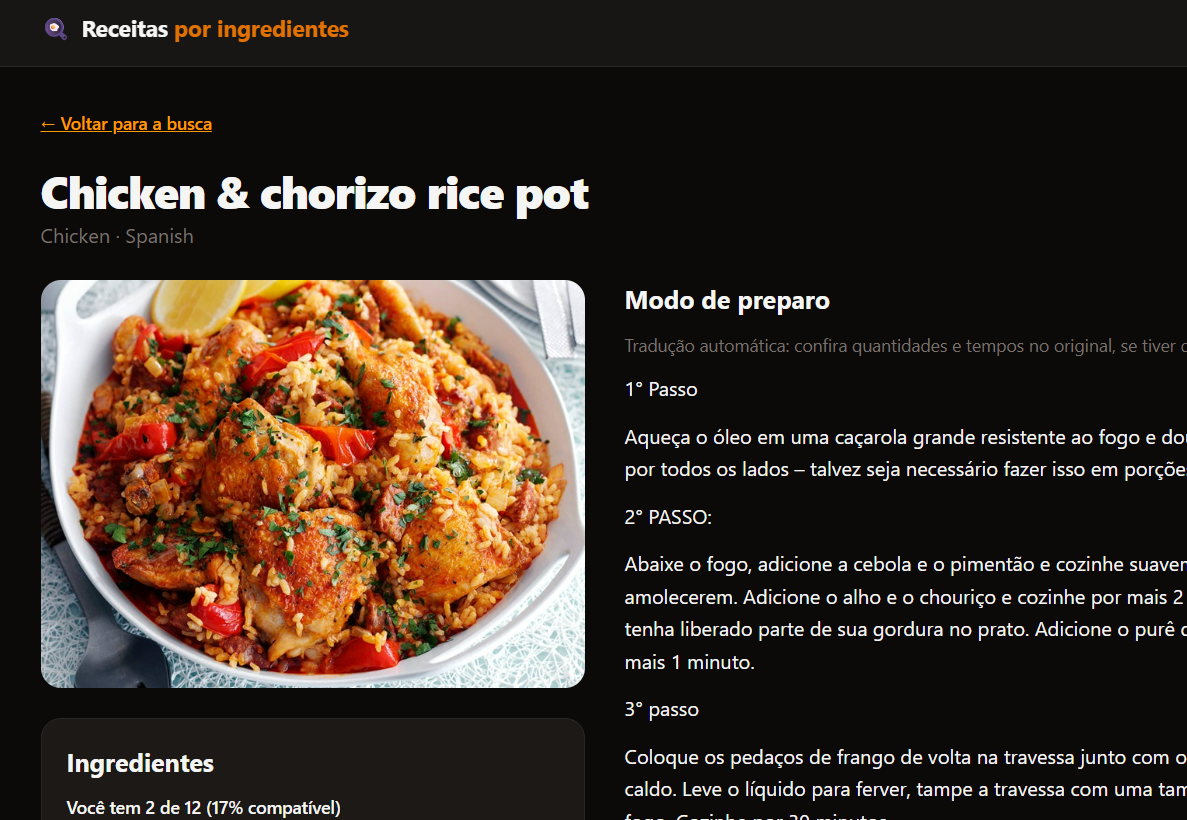 Receitas por ingredientes
← Voltar para a busca
Chicken & chorizo rice pot
Chicken · Spanish
Modo de preparo
Tradução automática: confira quantidades e tempos no original, se tiver
1° Passo
Aqueça o óleo em uma caçarola grande resistente ao fogo e
por todos os lados – talvez seja necessário fazer isso em
2° PASSO:
Abaixe o fogo, adicione a cebola e o pimentão e cozinhe
amolecerem. Adicione o alho e o chouriço e cozinhe por mais 2
tenha liberado parte de sua gordura no prato. Adicione o purê
mais 1 minuto.
3° passo
Coloque os pedaços de frango de volta na travessa junto com o
caldo. Leve o líquido para ferver, tampe a travessa com uma
fogo. Cozinhe por 20 minutos.
Ingredientes
Você tem 2 de 12 (17% compatível)